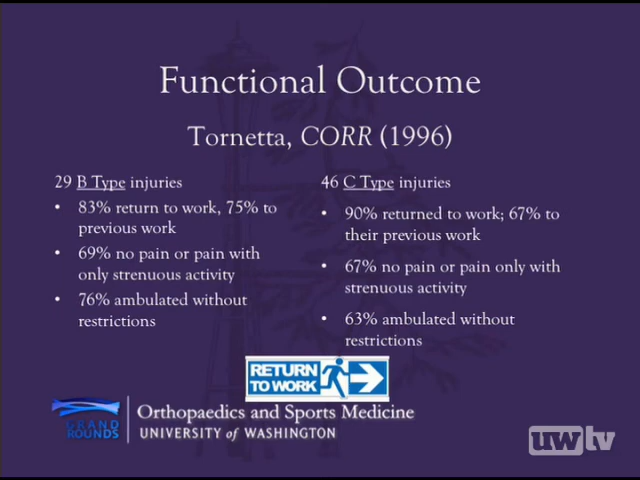 Functional Outcome
Tornetta, CORR (1996)
29 B Type injuries
• 83% return to work, 75% to
previous work
• 69% no pain or pain with
only strenuous activity
• 76% ambulated without
restrictions
46 C Type injuries
• 90% returned to work; 67% to
their previous work
• 67% no pain or pain only with
strenuous activity
• 63% ambulated without
restrictions
RETURN
TO WORK
GRAND
ROUNDS
Orthopaedics and Sports Medicine
UNIVERSITY of WASHINGTON
uwtv